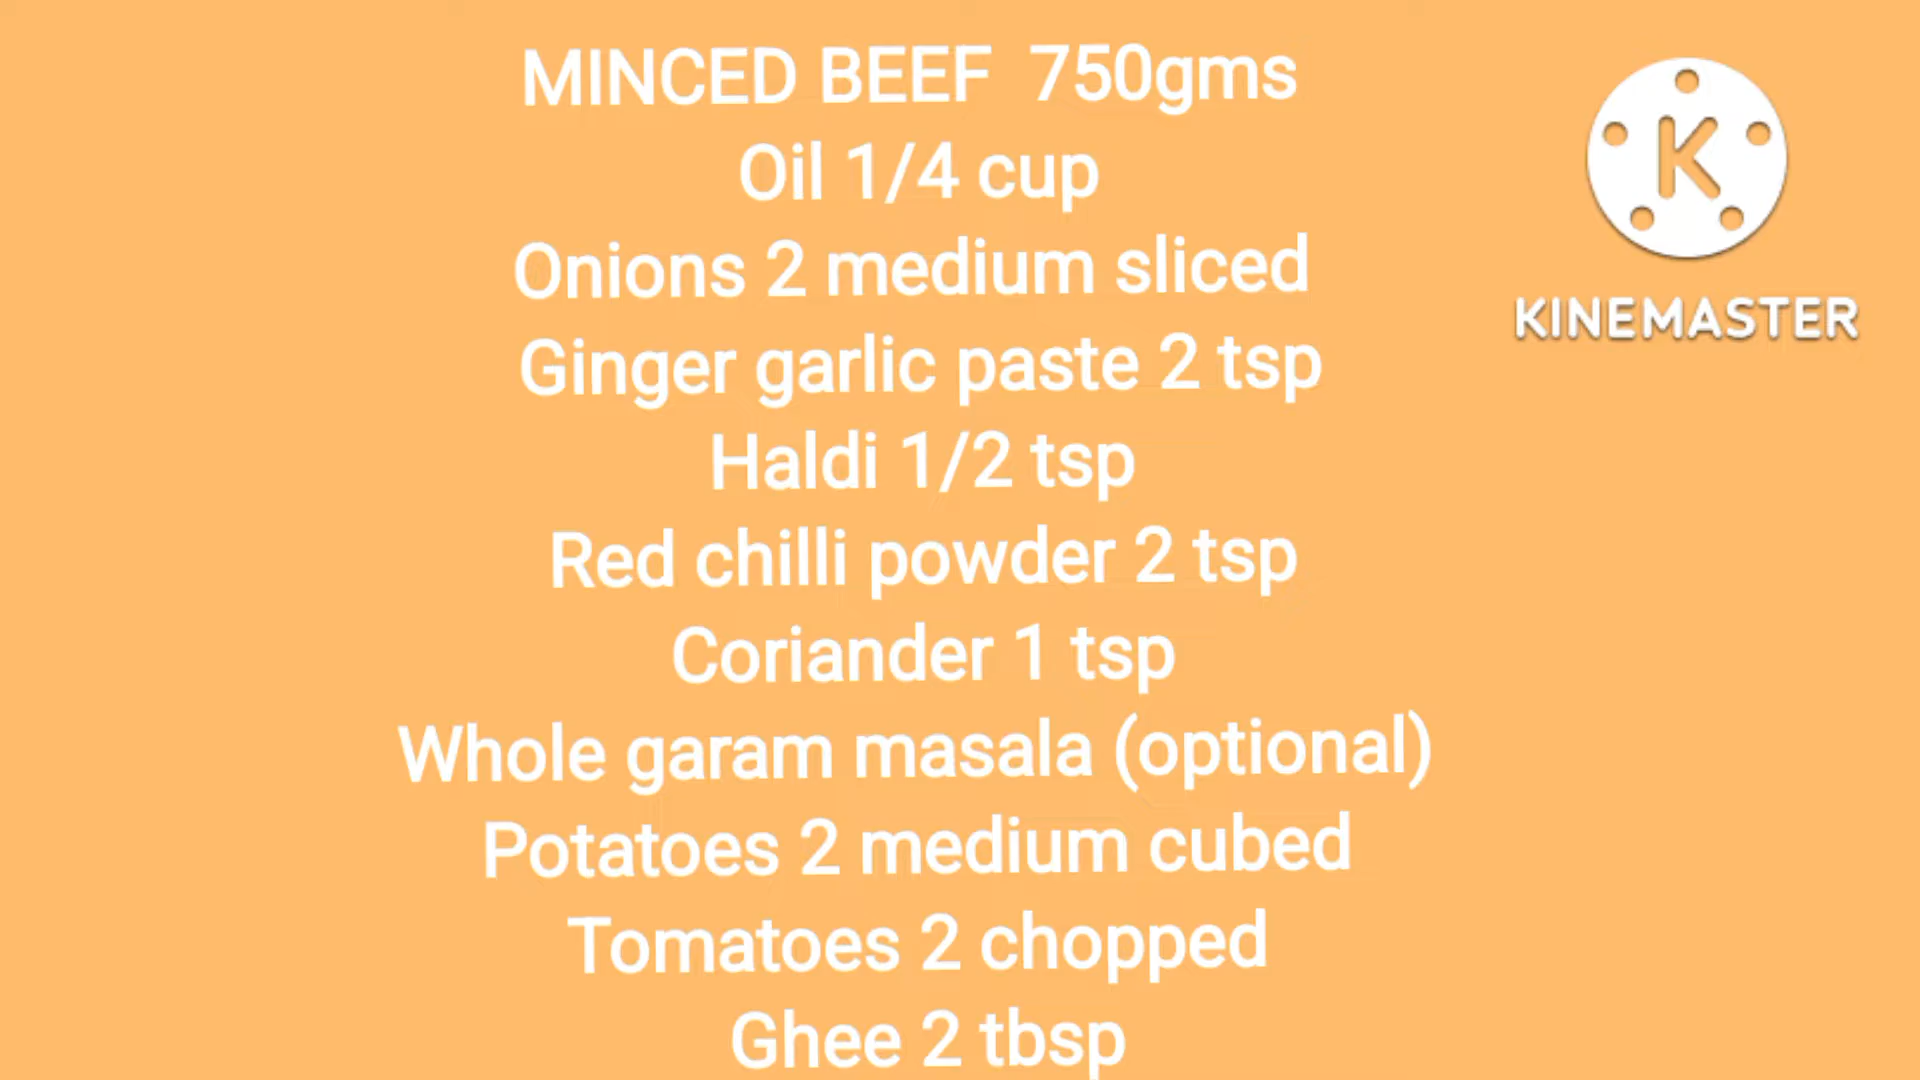 MINCED BEEF 750gms
Oil 1/4 cup
Onions 2 medium sliced
Ginger garlic paste 2 tsp
Haldi 1/2 tsp
Red chilli powder 2 tsp
Coriander 1 tsp
Whole garam masala (optional)
Potatoes 2 medium cubed
Tomatoes 2 chopped
Ghee 2 tbsp
K
KINEMASTER